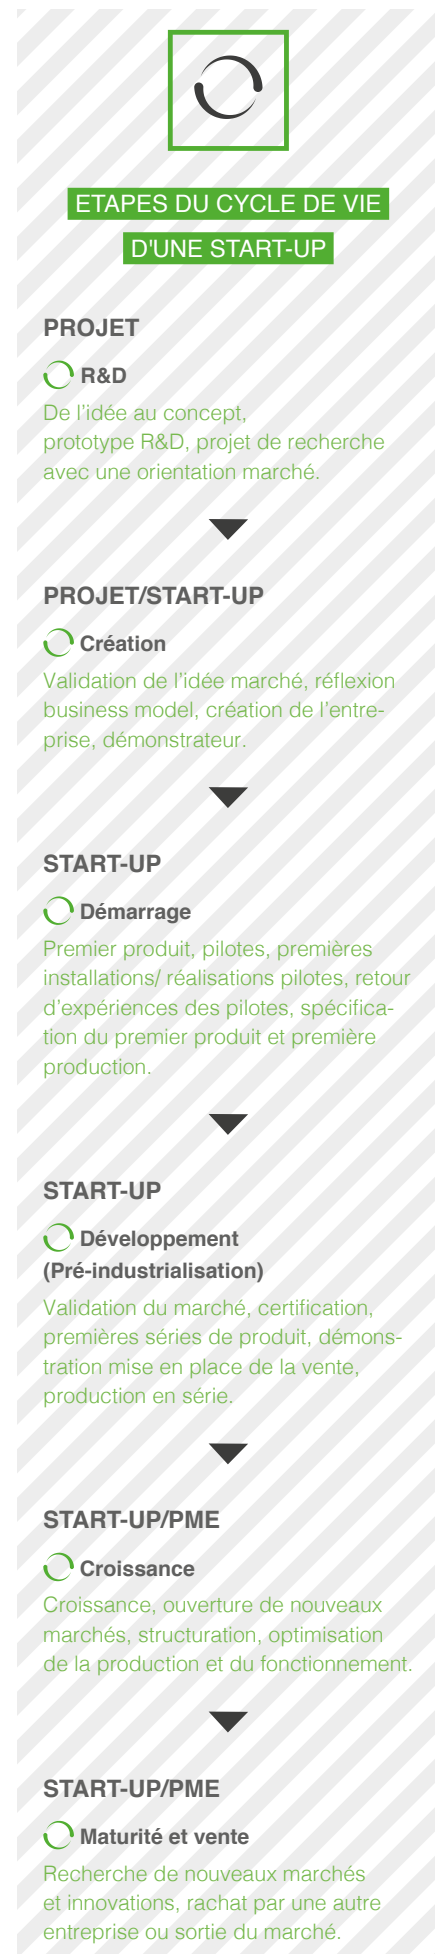 ETAPES DU CYCLE DE VIE
D'UNE START-UP
PROJET
R&D
De l'idée au concept,
prototype R&D, projet de recherche
avec une orientation marché.
PROJET/START-UP
Création
Validation de l'idée marché, réflexion
business model, création de l'entre-
prise, démonstrateur.
START-UP
Démarrage
Premier produit, pilotes, premières
installations/ réalisations pilotes, retour
d'expériences des pilotes, spécifica-
tion du premier produit et première
production.
START-UP
Développement
(Pré-industrialisation)
Validation du marché, certification,
premières séries de produit, démons-
tration mise en place de la vente,
production en série.
START-UP/PME
Croissance
Croissance, ouverture de nouveaux
marchés, structuration, optimisation
de la production et du fonctionnement.
START-UP/PME
Maturité et vente
Recherche de nouveaux marchés
et innovations, rachat par une autre
entreprise ou sortie du marché.